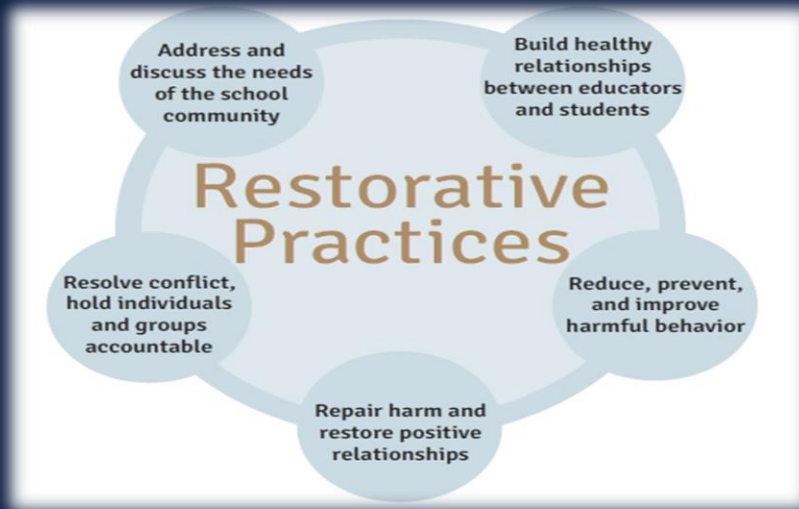 Address and
discuss the needs
of the school
community
Build healthy
relationships
between educators
and students
Restorative
Practices
Resolve conflict,
hold individuals
and groups
accountable
Reduce, prevent,
and improve
harmful behavior
Repair harm and
restore positive
relationships